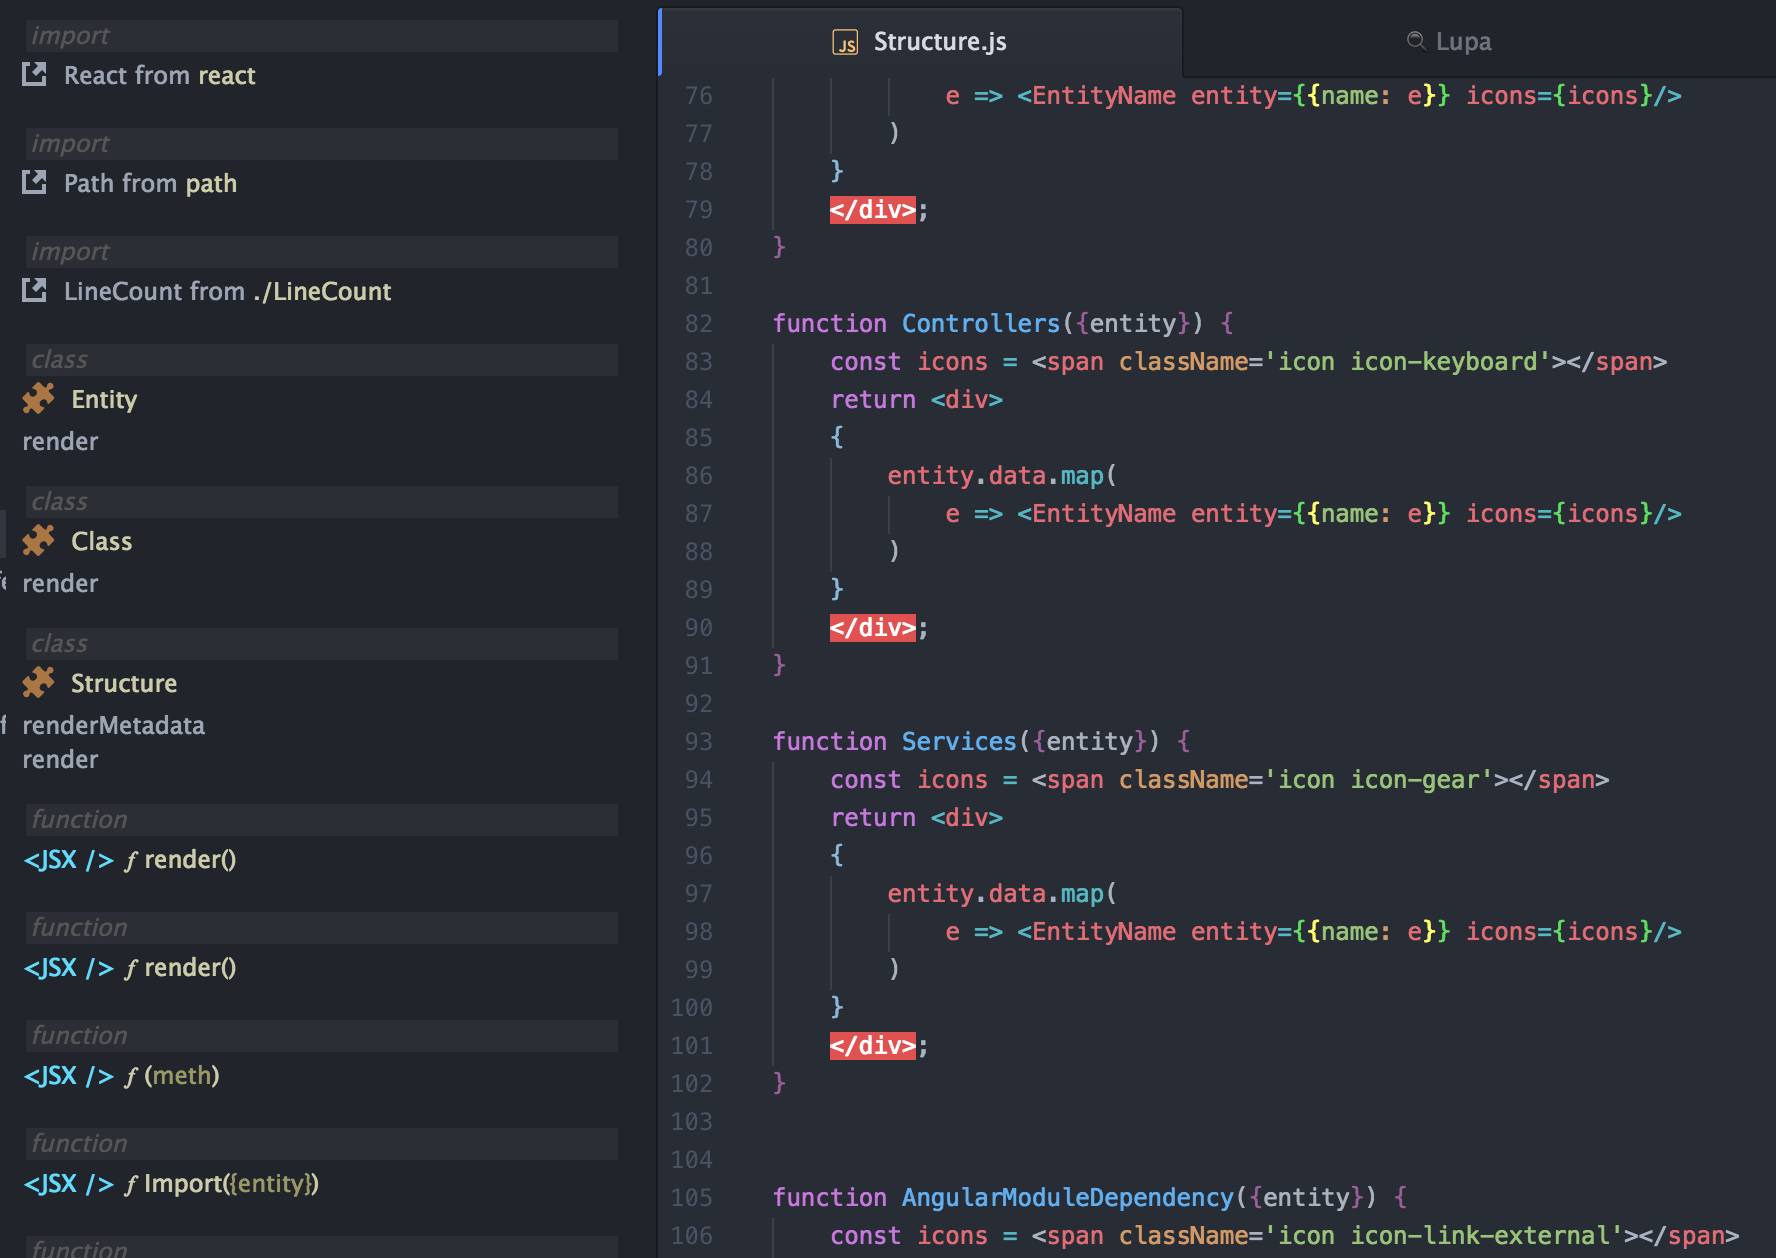 import
React from react
import
Path from path
import
LineCount from ./LineCount
class
Entity
render
class
Class
render
class
Structure
renderMetadata
render
function
<JSX /> ƒ render()
function
<JSX /> ƒ render()
function
<JSX /> ƒ (meth)
function
<JSX /> ƒ Import({entity})
function
JS Structure.js
Lupa
76 e => <EntityName entity={{name: e}} icons={icons}/>
77 )
78 }
79 </div>;
80 }
81
82 function Controllers({entity}) {
83 const icons = <span className='icon icon-keyboard'></span>
84 return <div>
85 {
86 entity.data.map(
87 e => <EntityName entity={{name: e}} icons={icons}/>
88 )
89 }
90 </div>;
91 }
92
93 function Services({entity}) {
94 const icons = <span className='icon icon-gear'></span>
95 return <div>
96 {
97 entity.data.map(
98 e => <EntityName entity={{name: e}} icons={icons}/>
99 )
100 }
101 </div>;
102 }
103
104
105 function AngularModuleDependency({entity}) {
106 const icons = <span className='icon icon-link-external'></span>